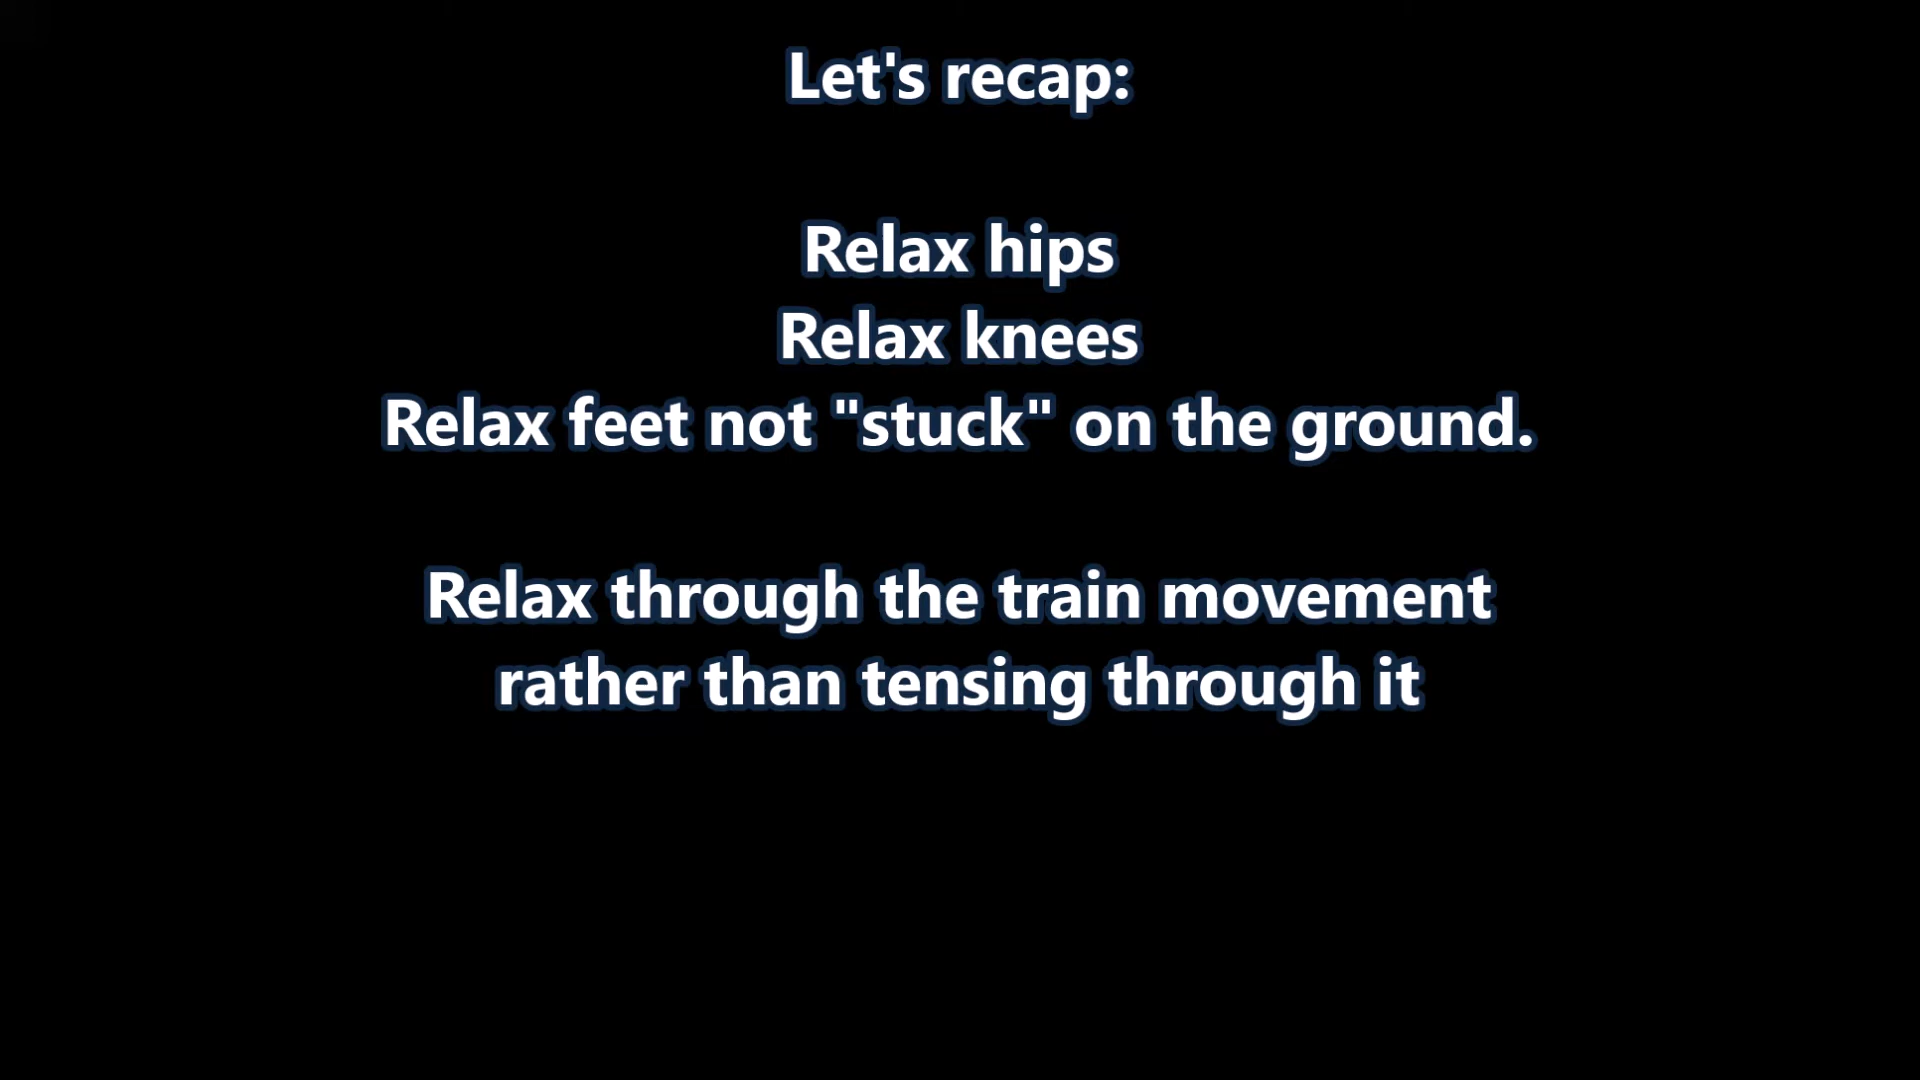 Let's recap:
Relax hips
Relax knees
Relax feet not "stuck" on the ground.
Relax through the train movement
rather than tensing through it